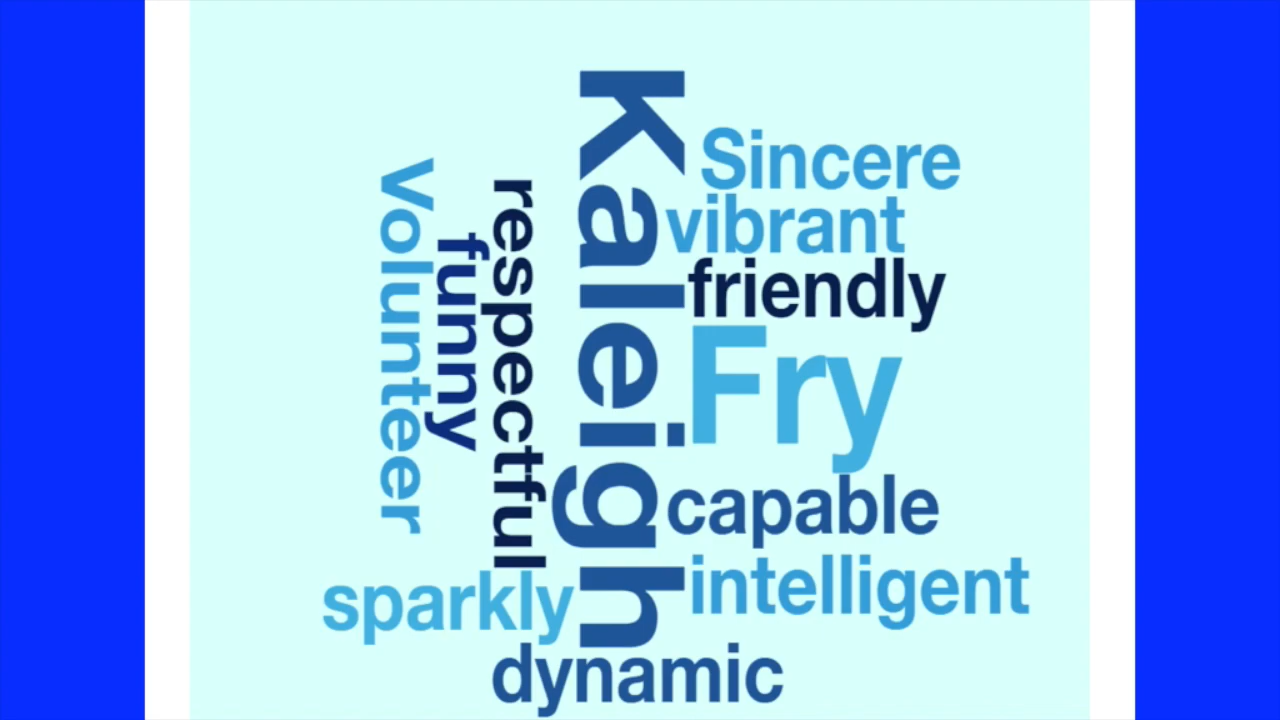 Kaleigh
Fry
Sincere
vibrant
friendly
capable
intelligent
dynamic
sparkly
respectful
funny
Volunteer